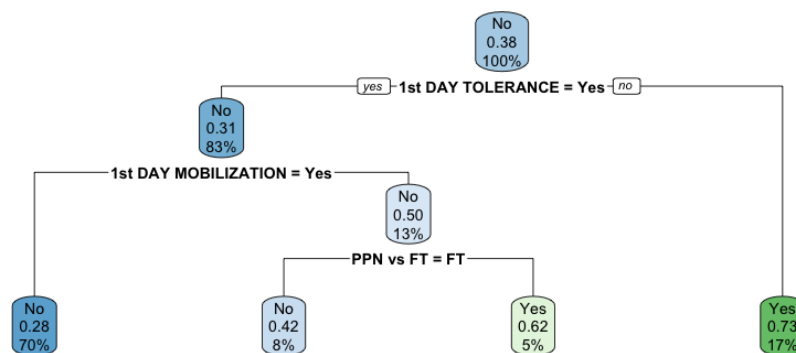 No
0.38
100%
yes 1st DAY TOLERANCE = Yes no
No
0.31
83%
1st DAY MOBILIZATION = Yes
No
0.50
13%
PPN vs FT = FT
No
0.28
70%
No
0.42
8%
Yes
0.62
5%
Yes
0.73
17%